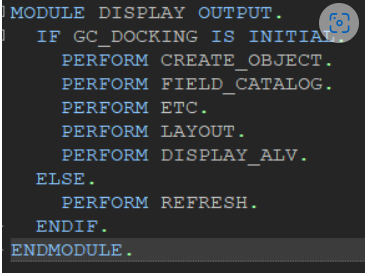 MODULE DISPLAY OUTPUT.
IF GC_DOCKING IS INITIAL.
PERFORM CREATE_OBJECT.
PERFORM FIELD_CATALOG.
PERFORM ETC.
PERFORM LAYOUT.
PERFORM DISPLAY_ALV.
ELSE.
PERFORM REFRESH.
ENDIF.
ENDMODULE.